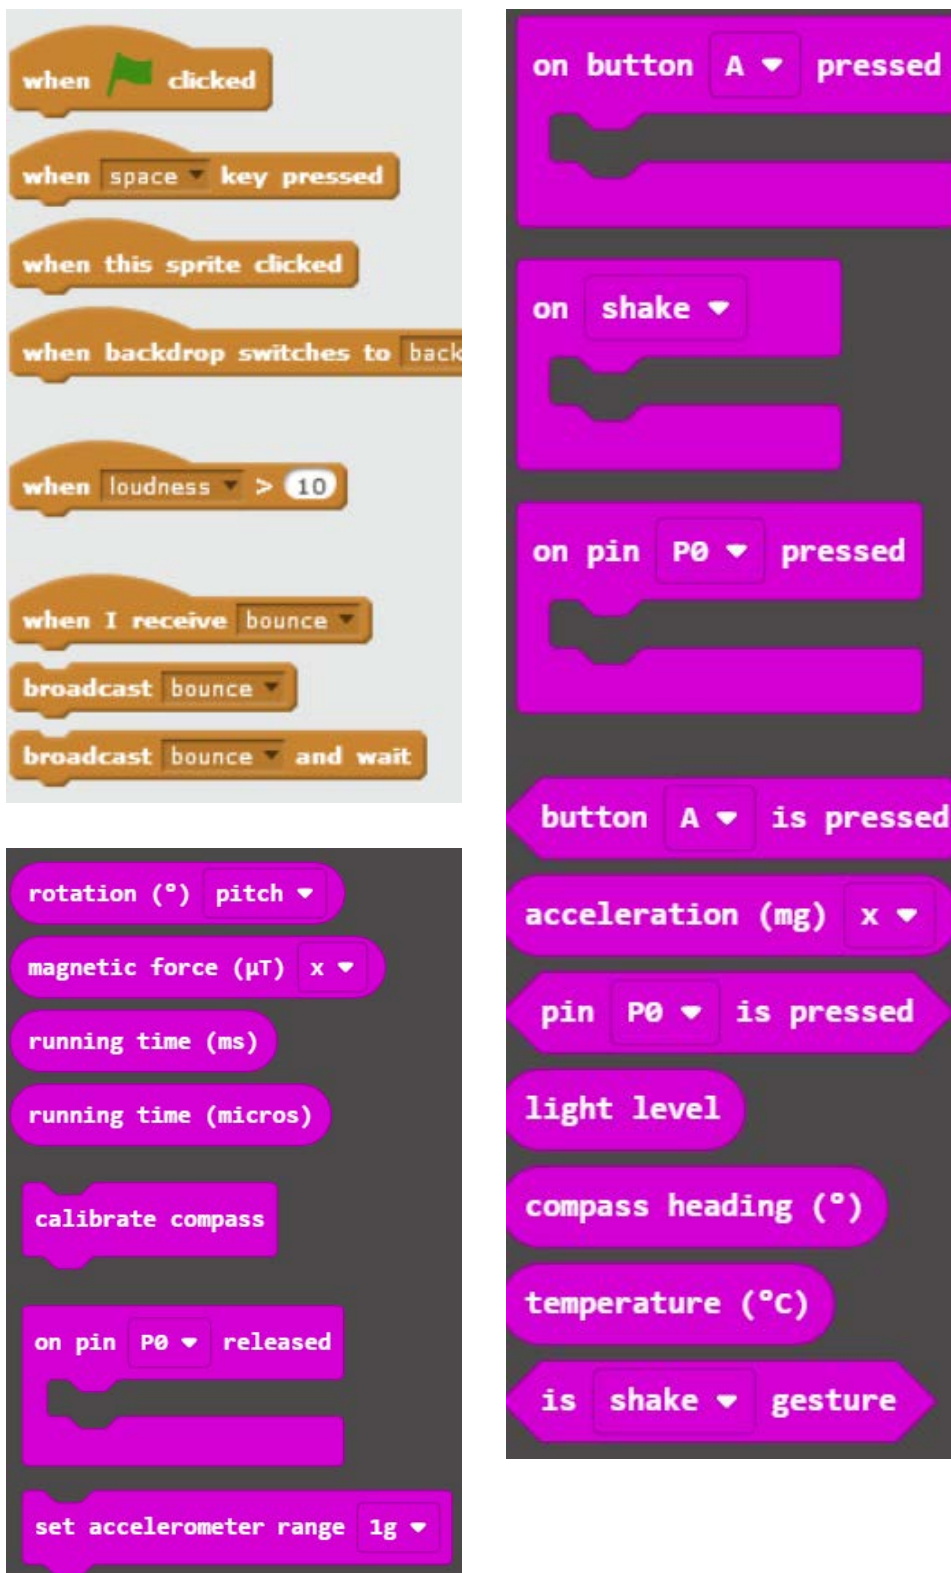 when clicked
when space key pressed
when this sprite clicked
when backdrop switches to back
when loudness > 10
when I receive bounce
broadcast bounce
broadcast bounce and wait
rotation (°) pitch
magnetic force (µT) x
running time (ms)
running time (micros)
calibrate compass
on pin P0 released
set accelerometer range 1g
on button A pressed
on shake
on pin P0 pressed
button A is pressed
acceleration (mg) x
pin P0 is pressed
light level
compass heading (°)
temperature (°C)
is shake gesture